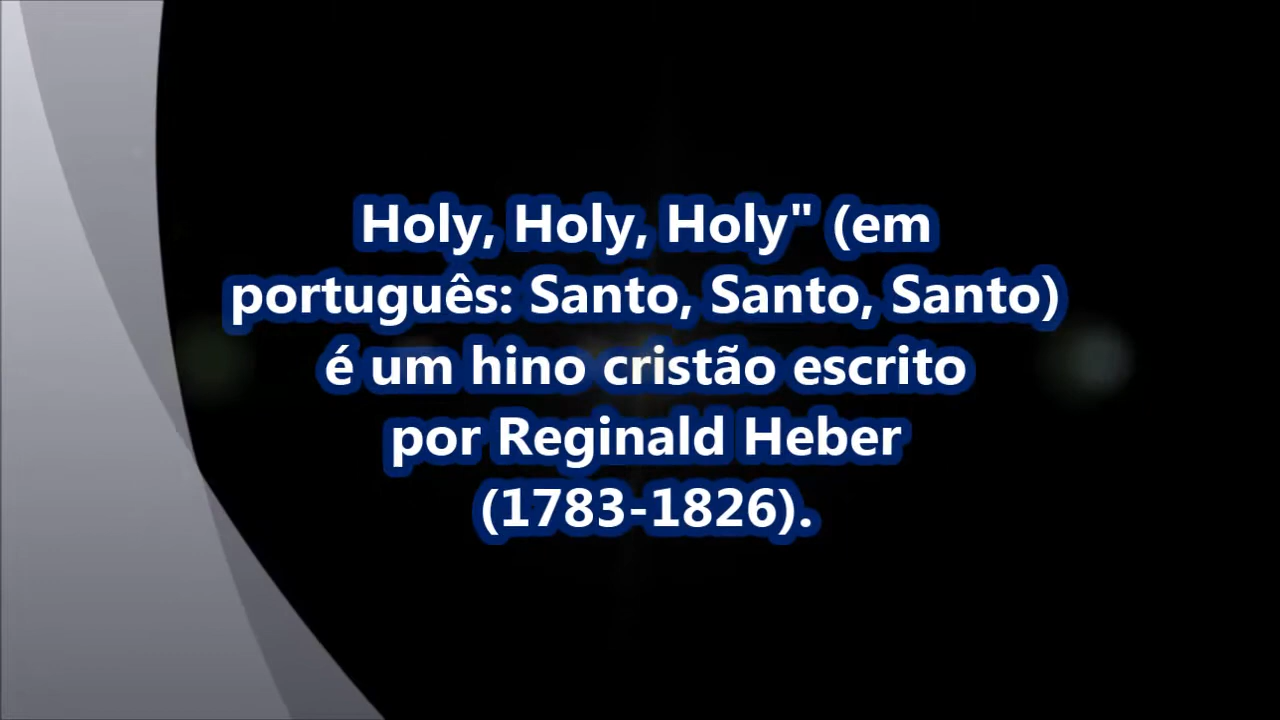 Holy, Holy, Holy" (em
português: Santo, Santo, Santo)
é um hino cristão escrito
por Reginald Heber
(1783-1826).